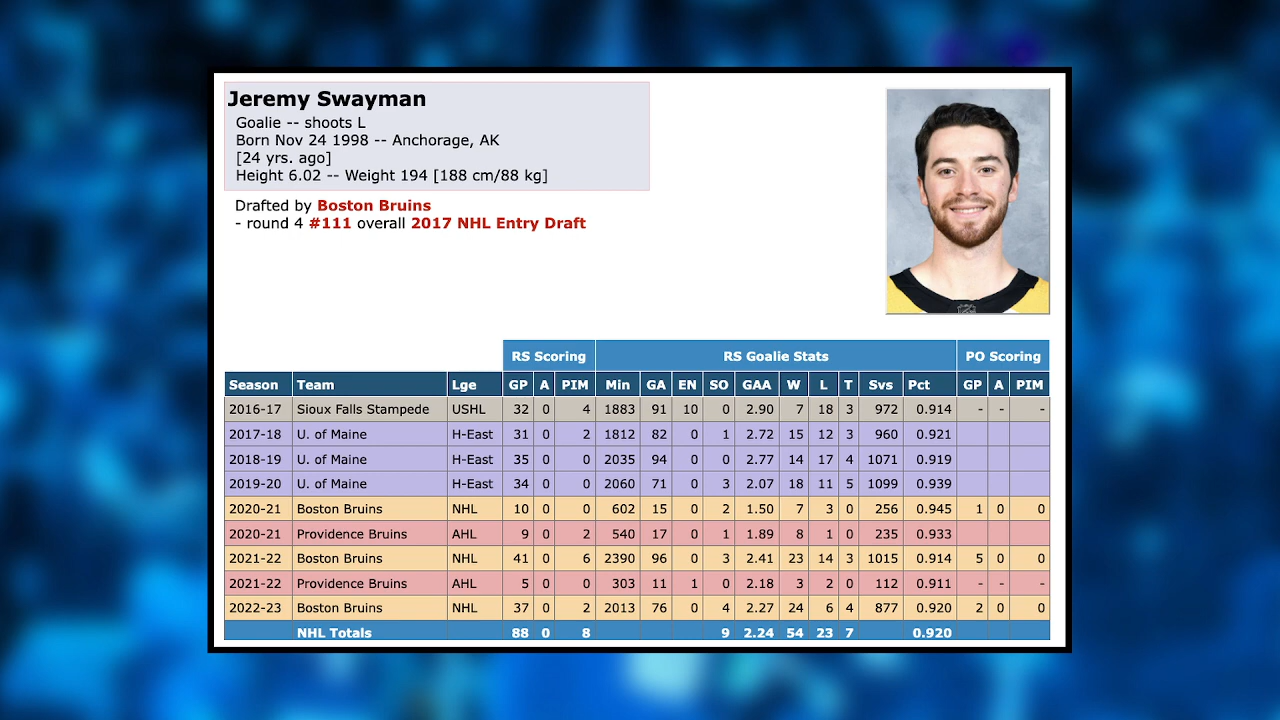 Jeremy Swayman
Goalie -- shoots L
Born Nov 24 1998 -- Anchorage, AK
[24 yrs. ago]
Height 6.02 -- Weight 194 [188 cm/88 kg]
Drafted by Boston Bruins
- round 4 #111 overall 2017 NHL Entry Draft
RS Scoring RS Goalie Stats PO Scoring
Season Team Lge GP A PIM Min GA EN SO GAA W L T Svs Pct GP A PIM
2016-17 Sioux Falls Stampede USHL 32 0 4 1883 91 10 0 2.90 7 18 3 972 0.914 - - -
2017-18 U. of Maine H-East 31 0 2 1812 82 0 1 2.72 15 12 3 960 0.921
2018-19 U. of Maine H-East 35 0 0 2035 94 0 0 2.77 14 17 4 1071 0.919
2019-20 U. of Maine H-East 34 0 0 2060 71 0 3 2.07 18 11 5 1099 0.939
2020-21 Boston Bruins NHL 10 0 0 602 15 0 2 1.50 7 3 0 256 0.945 1 0 0
2020-21 Providence Bruins AHL 9 0 2 540 17 0 1 1.89 8 1 0 235 0.933
2021-22 Boston Bruins NHL 41 0 6 2390 96 0 3 2.41 23 14 3 1015 0.914 5 0 0
2021-22 Providence Bruins AHL 5 0 0 303 11 1 0 2.18 3 2 0 112 0.911 - - -
2022-23 Boston Bruins NHL 37 0 2 2013 76 0 4 2.27 24 6 4 877 0.920 2 0 0
NHL Totals 88 0 8 9 2.24 54 23 7 0.920